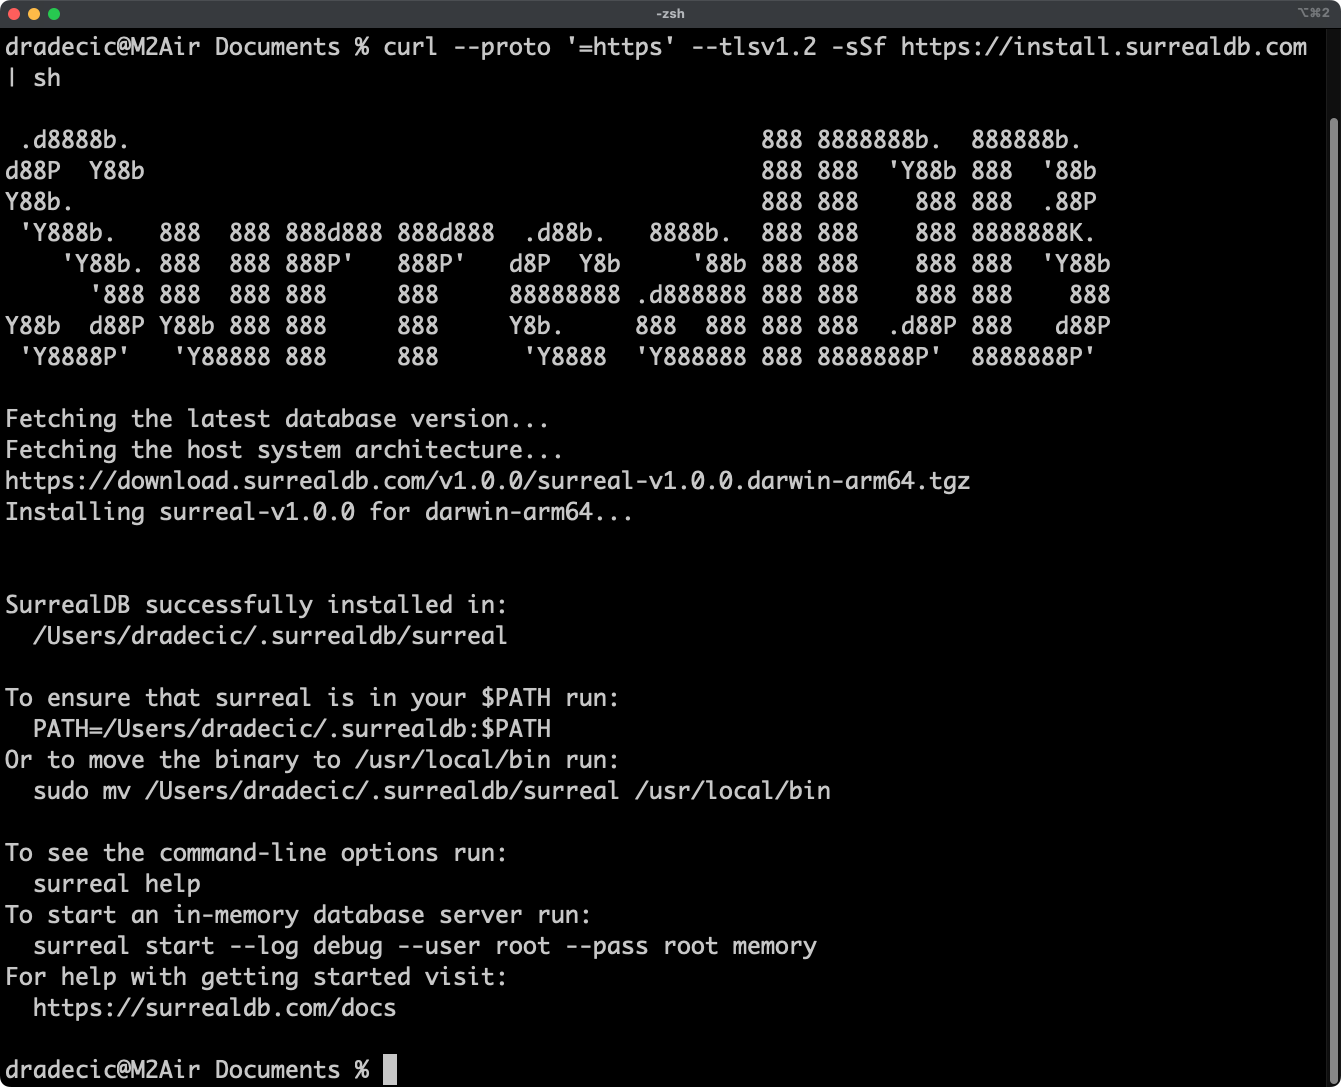 -zsh
⌥⌘2
dradecic@M2Air Documents % curl --proto '=https' --tlsv1.2 -sSf https://install.surrealdb.com
| sh
 .d8888b.                                             888 8888888b.  888888b.
d88P  Y88b                                            888 888  'Y88b 888  '88b
Y88b.                                                 888 888    888 888  .88P
 'Y888b.   888  888 888d888 888d888  .d88b.   8888b.  888 888    888 8888888K.
    'Y88b. 888  888 888P'   888P'   d8P  Y8b     '88b 888 888    888 888  'Y88b
      '888 888  888 888     888     88888888 .d888888 888 888    888 888    888
Y88b  d88P Y88b 888 888     888     Y8b.     888  888 888 888  .d88P 888   d88P
 'Y8888P'   'Y88888 888     888      'Y8888  'Y888888 888 8888888P'  8888888P'
Fetching the latest database version...
Fetching the host system architecture...
https://download.surrealdb.com/v1.0.0/surreal-v1.0.0.darwin-arm64.tgz
Installing surreal-v1.0.0 for darwin-arm64...
SurrealDB successfully installed in:
  /Users/dradecic/.surrealdb/surreal
To ensure that surreal is in your $PATH run:
  PATH=/Users/dradecic/.surrealdb:$PATH
Or to move the binary to /usr/local/bin run:
  sudo mv /Users/dradecic/.surrealdb/surreal /usr/local/bin
To see the command-line options run:
  surreal help
To start an in-memory database server run:
  surreal start --log debug --user root --pass root memory
For help with getting started visit:
  https://surrealdb.com/docs
dradecic@M2Air Documents %